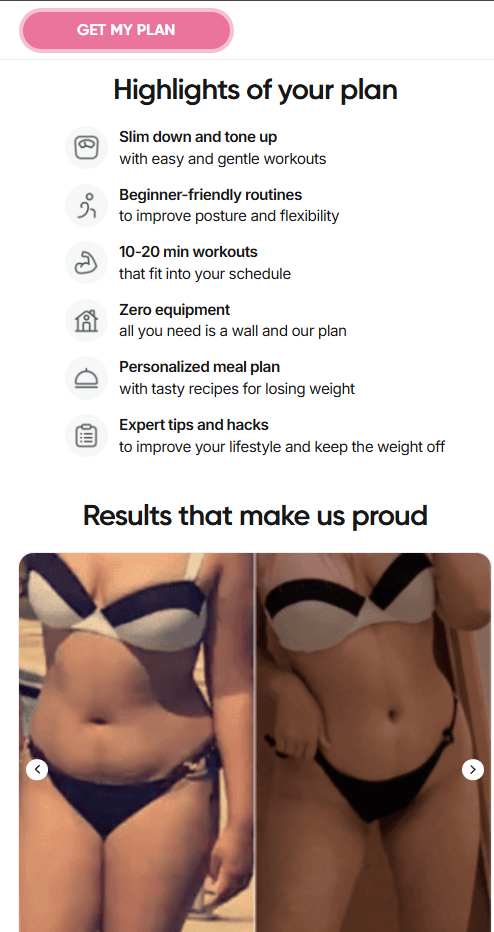 GET MY PLAN
Highlights of your plan
Slim down and tone up
with easy and gentle workouts
Beginner-friendly routines
to improve posture and flexibility
10-20 min workouts
that fit into your schedule
Zero equipment
all you need is a wall and our plan
Personalized meal plan
with tasty recipes for losing weight
Expert tips and hacks
to improve your lifestyle and keep the weight off
Results that make us proud